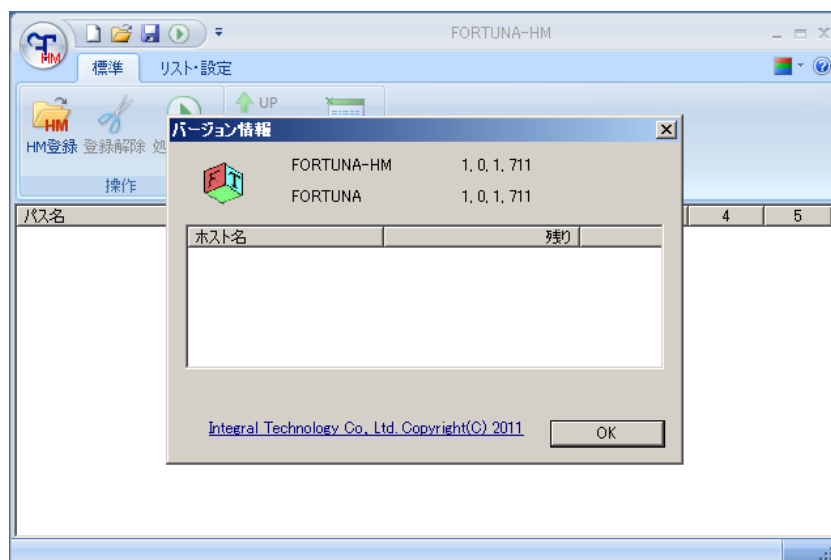 FORTUNA-HM
HM
標準 リスト・設定
HM
UP
HM登録 登録解除 処
操作
パス名 4 5
バージョン情報
FT
FORTUNA-HM 1, 0, 1, 711
FORTUNA 1, 0, 1, 711
ホスト名 残り
Integral Technology Co., Ltd. Copyright(C) 2011
OK